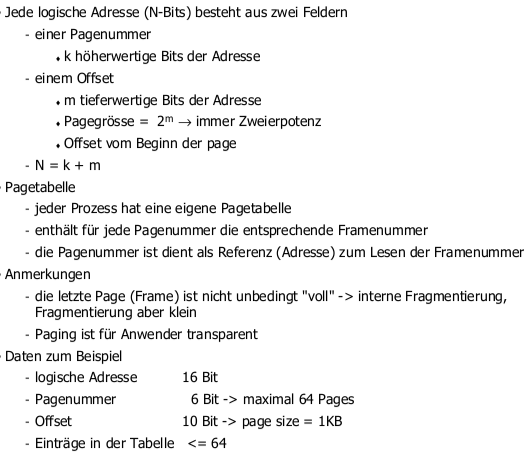 Jede logische Adresse (N-Bits) besteht aus zwei Feldern
- einer Pagenummer
⬧ k höherwertige Bits der Adresse
- einem Offset
⬧ m tieferwertige Bits der Adresse
⬧ Pagegrösse = 2ᵐ → immer Zweierpotenz
⬧ Offset vom Beginn der page
- N = k + m
Pagetabelle
- jeder Prozess hat eine eigene Pagetabelle
- enthält für jede Pagenummer die entsprechende Framenummer
- die Pagenummer ist dient als Referenz (Adresse) zum Lesen der Framenummer
Anmerkungen
- die letzte Page (Frame) ist nicht unbedingt "voll" -> interne Fragmentierung,
Fragmentierung aber klein
- Paging ist für Anwender transparent
Daten zum Beispiel
- logische Adresse 16 Bit
- Pagenummer 6 Bit -> maximal 64 Pages
- Offset 10 Bit -> page size = 1KB
- Einträge in der Tabelle <= 64